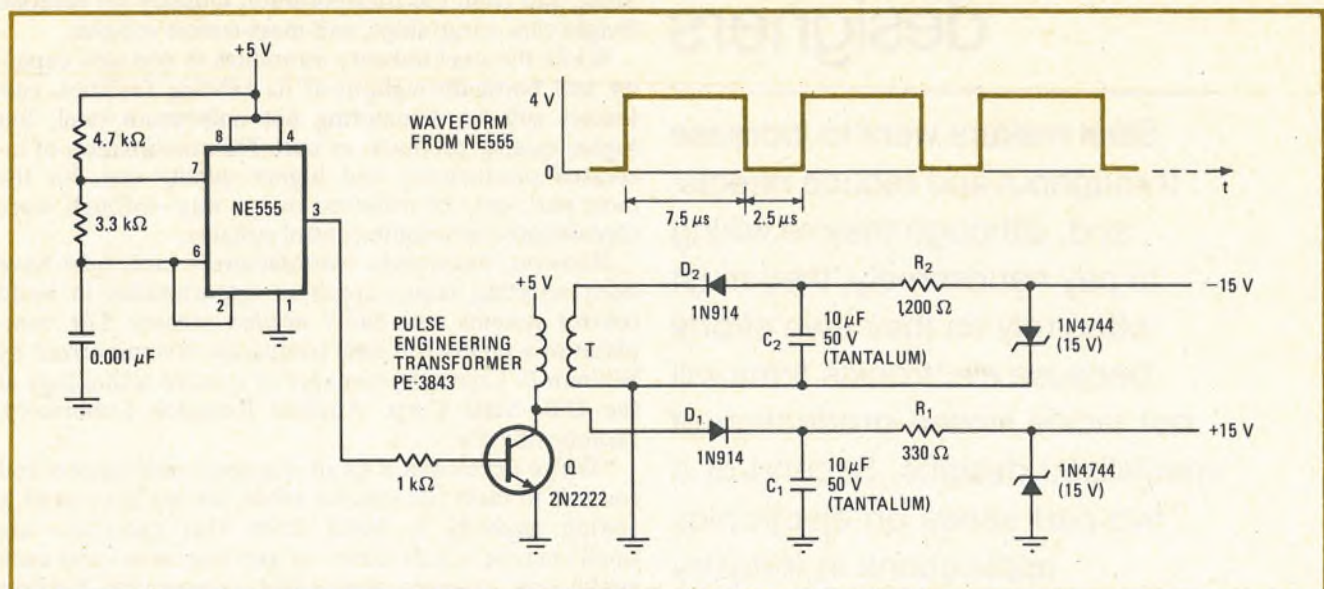 designers
+5 V
4.7 kΩ
3.3 kΩ
0.001 μF
8
4
7
NE555
3
6
2
1
WAVEFORM
FROM NE555
4 V
0
t
7.5 μs
2.5 μs
PULSE
ENGINEERING
TRANSFORMER
PE-3843
+5 V
T
1 kΩ
Q
2N2222
D2
1N914
10 μF
50 V
(TANTALUM)
C2
R2
1,200 Ω
−15 V
1N4744
(15 V)
D1
1N914
10 μF
50 V
(TANTALUM)
C1
R1
330 Ω
+15 V
1N4744
(15 V)